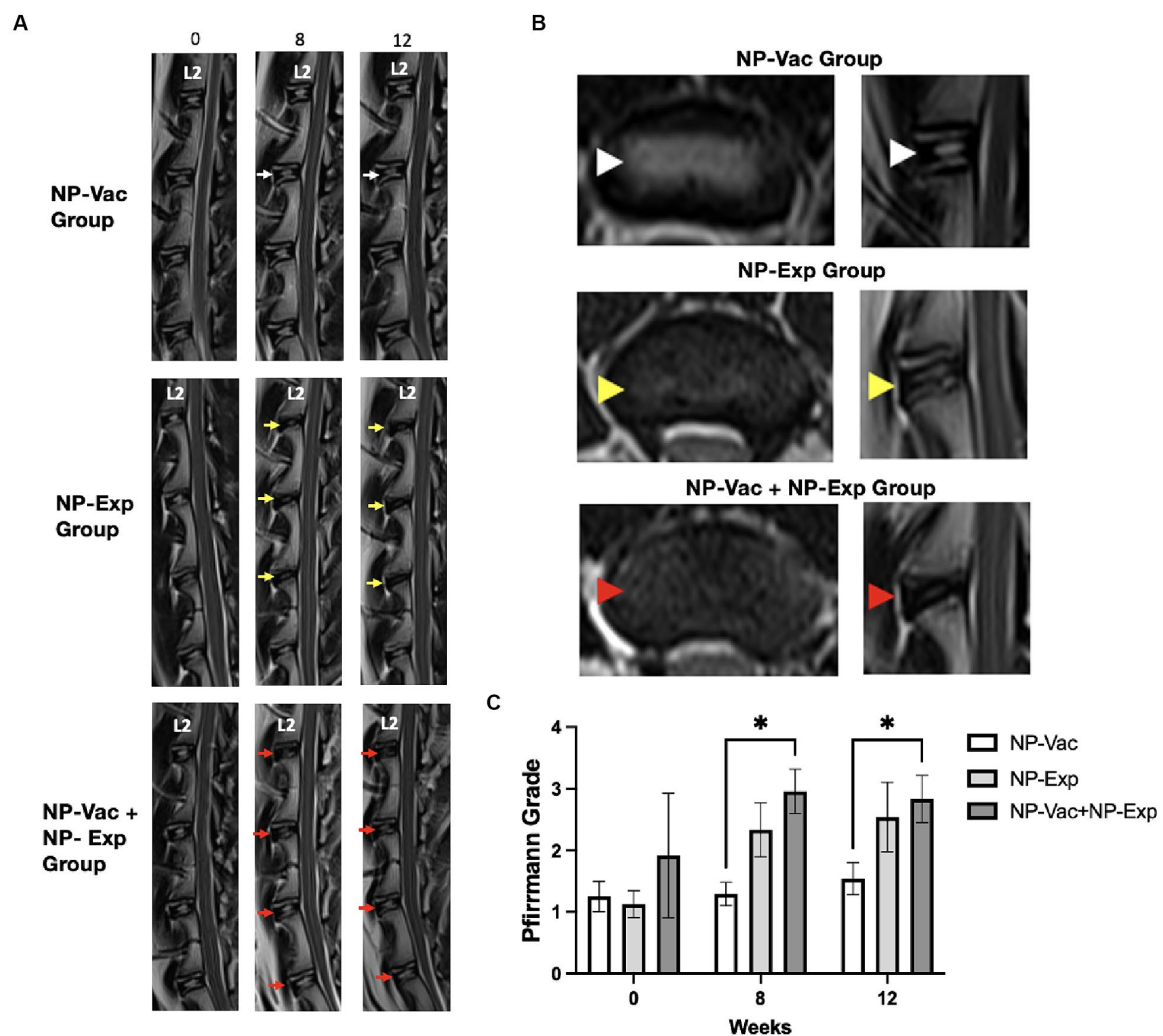 A
0 8 12
L2 L2 L2
NP-Vac
Group
L2 L2 L2
NP-Exp
Group
L2 L2 L2
NP-Vac +
NP- Exp
Group
B
NP-Vac Group
NP-Exp Group
NP-Vac + NP-Exp Group
C
Pfirrmann Grade
4
3
2
1
0
* *
0 8 12
Weeks
NP-Vac
NP-Exp
NP-Vac+NP-Exp